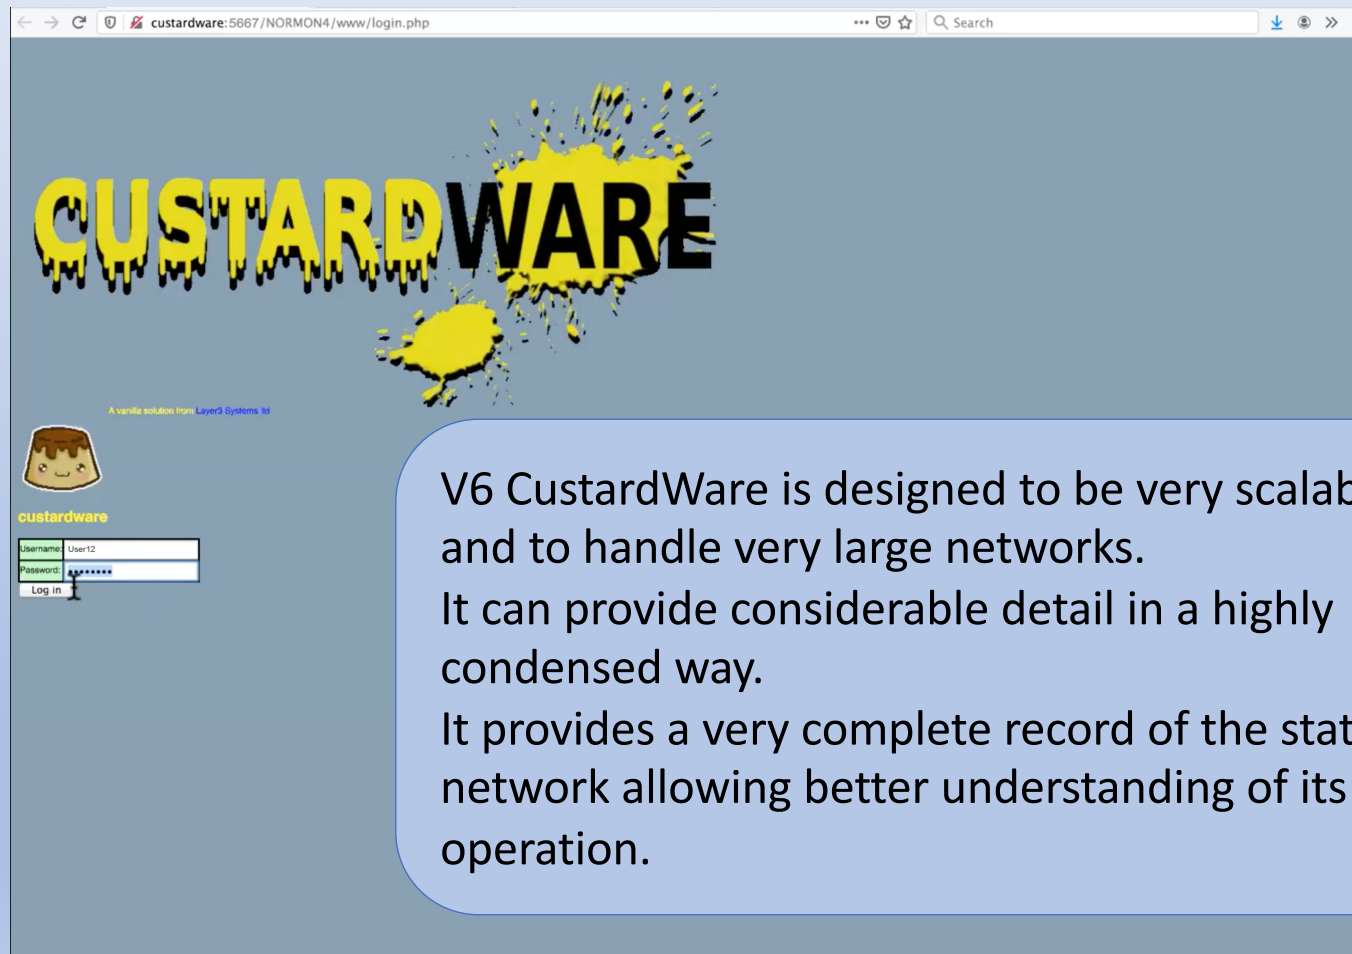 custardware:5667/NORMON4/www/login.php
Search
CUSTARDWARE
A vanilla solution from Layer3 Systems ltd
custardware
Username: User12
Password:
Log in
V6 CustardWare is designed to be very scalab
and to handle very large networks.
It can provide considerable detail in a highly
condensed way.
It provides a very complete record of the stat
network allowing better understanding of its
operation.